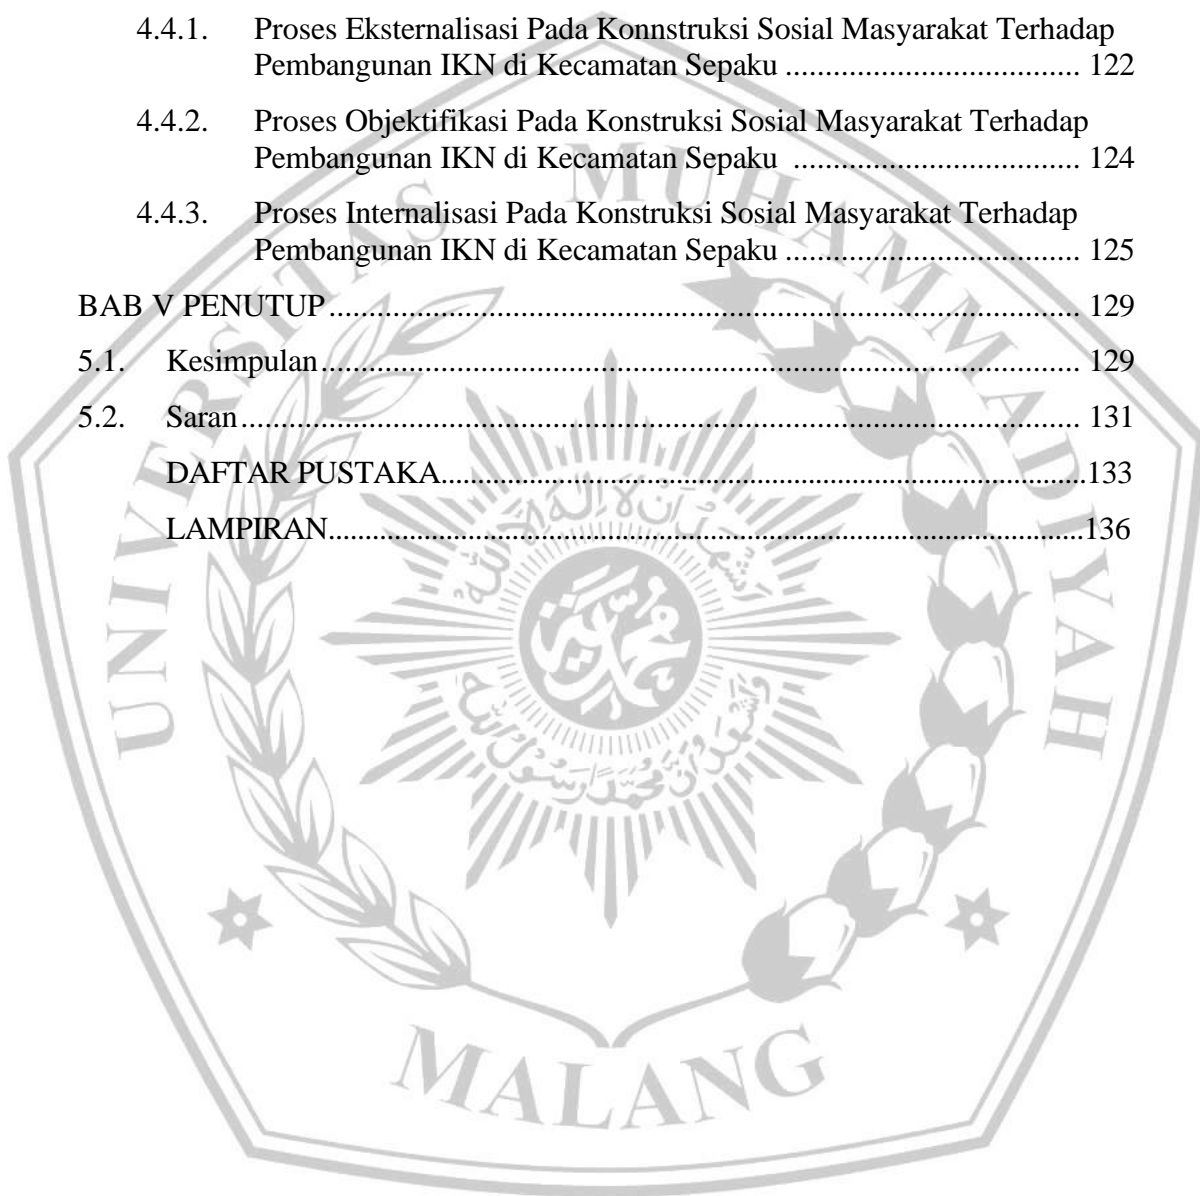 4.4.1. Proses Eksternalisasi Pada Konnstruksi Sosial Masyarakat Terhadap
Pembangunan IKN di Kecamatan Sepaku ...................................... 122
4.4.2. Proses Objektifikasi Pada Konstruksi Sosial Masyarakat Terhadap
Pembangunan IKN di Kecamatan Sepaku ..................................... 124
4.4.3. Proses Internalisasi Pada Konstruksi Sosial Masyarakat Terhadap
Pembangunan IKN di Kecamatan Sepaku ...................................... 125
BAB V PENUTUP ................................................................................................ 129
5.1. Kesimpulan ................................................................................................. 129
5.2. Saran ........................................................................................................... 131
DAFTAR PUSTAKA ..................................................................................133
LAMPIRAN .................................................................................................136
UNIVERSITAS MUHAMMADIYAH
MALANG